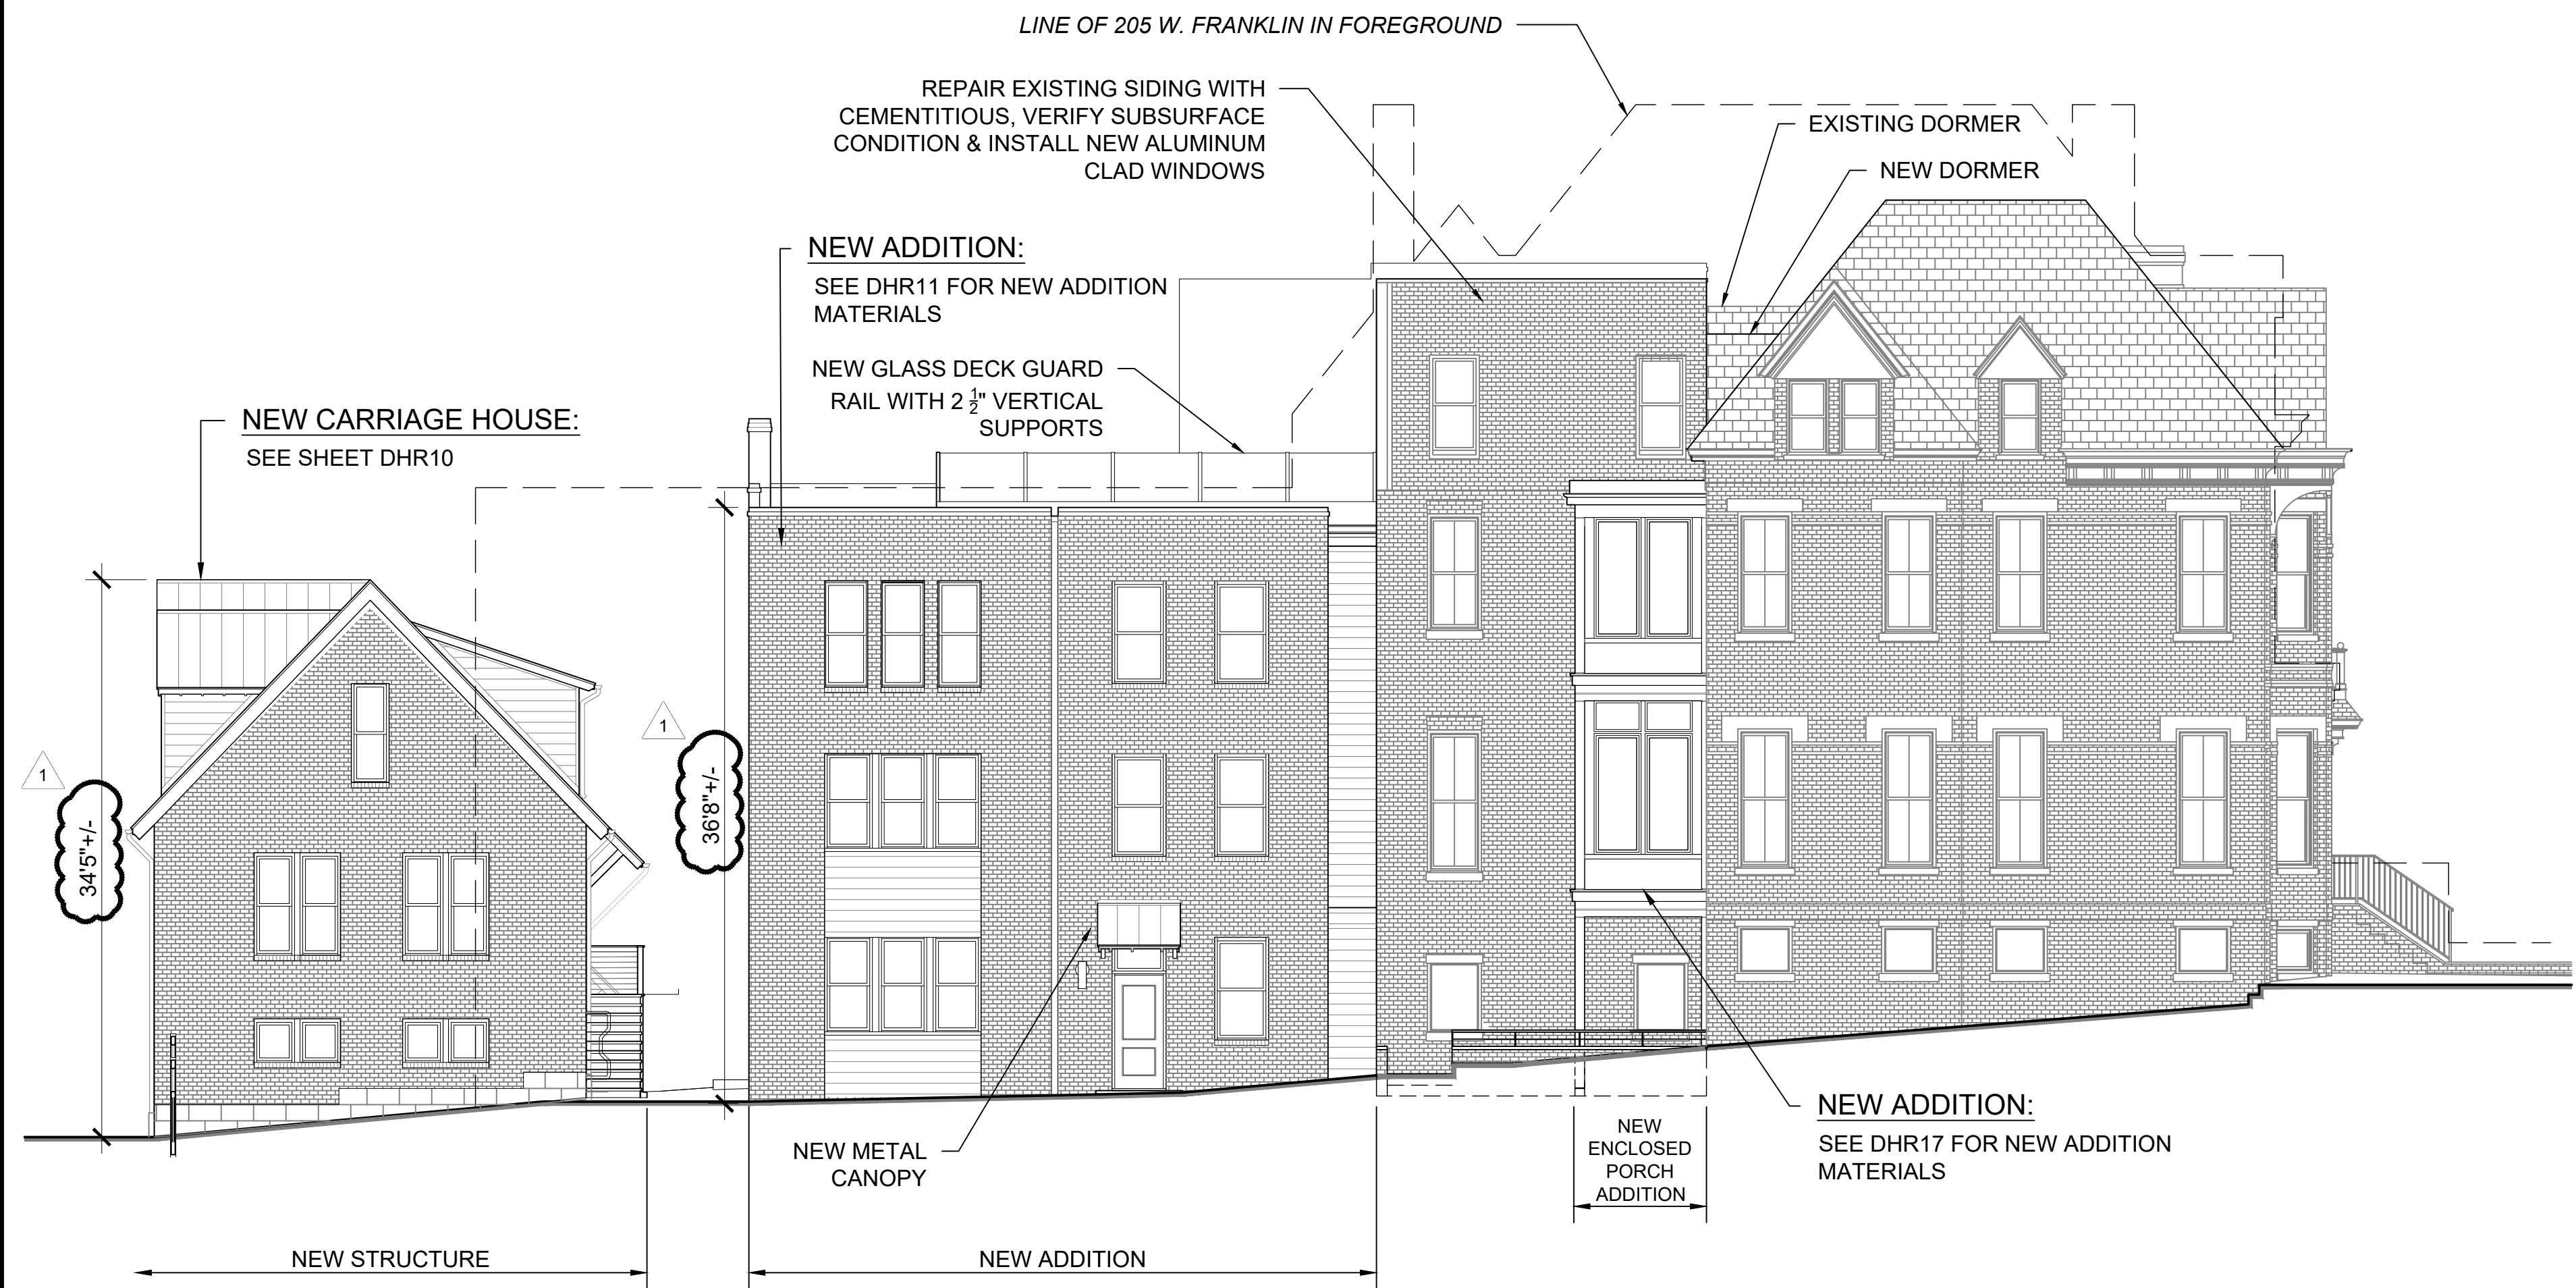 LINE OF 205 W. FRANKLIN IN FOREGROUND
REPAIR EXISTING SIDING WITH
CEMENTITIOUS, VERIFY SUBSURFACE
CONDITION & INSTALL NEW ALUMINUM
CLAD WINDOWS
EXISTING DORMER
NEW DORMER
NEW ADDITION:
SEE DHR11 FOR NEW ADDITION
MATERIALS
NEW GLASS DECK GUARD
RAIL WITH 2 1/2" VERTICAL
SUPPORTS
NEW CARRIAGE HOUSE:
SEE SHEET DHR10
1
34'5"+/-
1
36'8"+/-
NEW METAL
CANOPY
NEW
ENCLOSED
PORCH
ADDITION
NEW ADDITION:
SEE DHR17 FOR NEW ADDITION
MATERIALS
NEW STRUCTURE
NEW ADDITION